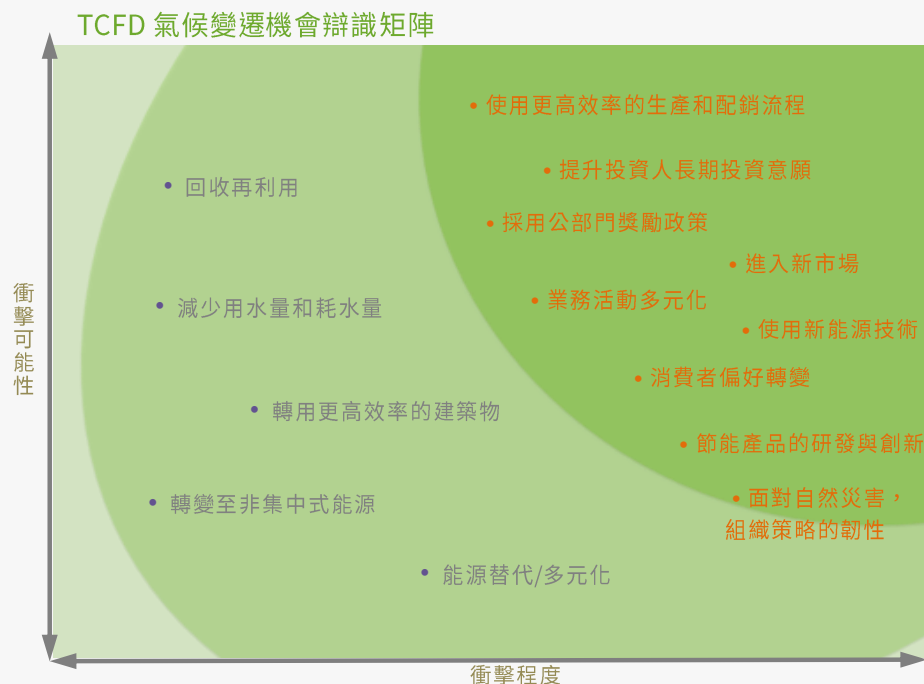 TCFD 氣候變遷機會辯識矩陣
• 使用更高效率的生產和配銷流程
• 提升投資人長期投資意願
• 回收再利用
• 採用公部門獎勵政策
• 進入新市場
• 業務活動多元化
• 減少用水量和耗水量
• 使用新能源技術
• 消費者偏好轉變
• 轉用更高效率的建築物
• 節能產品的研發與創新
• 轉變至非集中式能源
• 面對自然災害，
組織策略的韌性
• 能源替代/多元化
衝擊可能性
衝擊程度